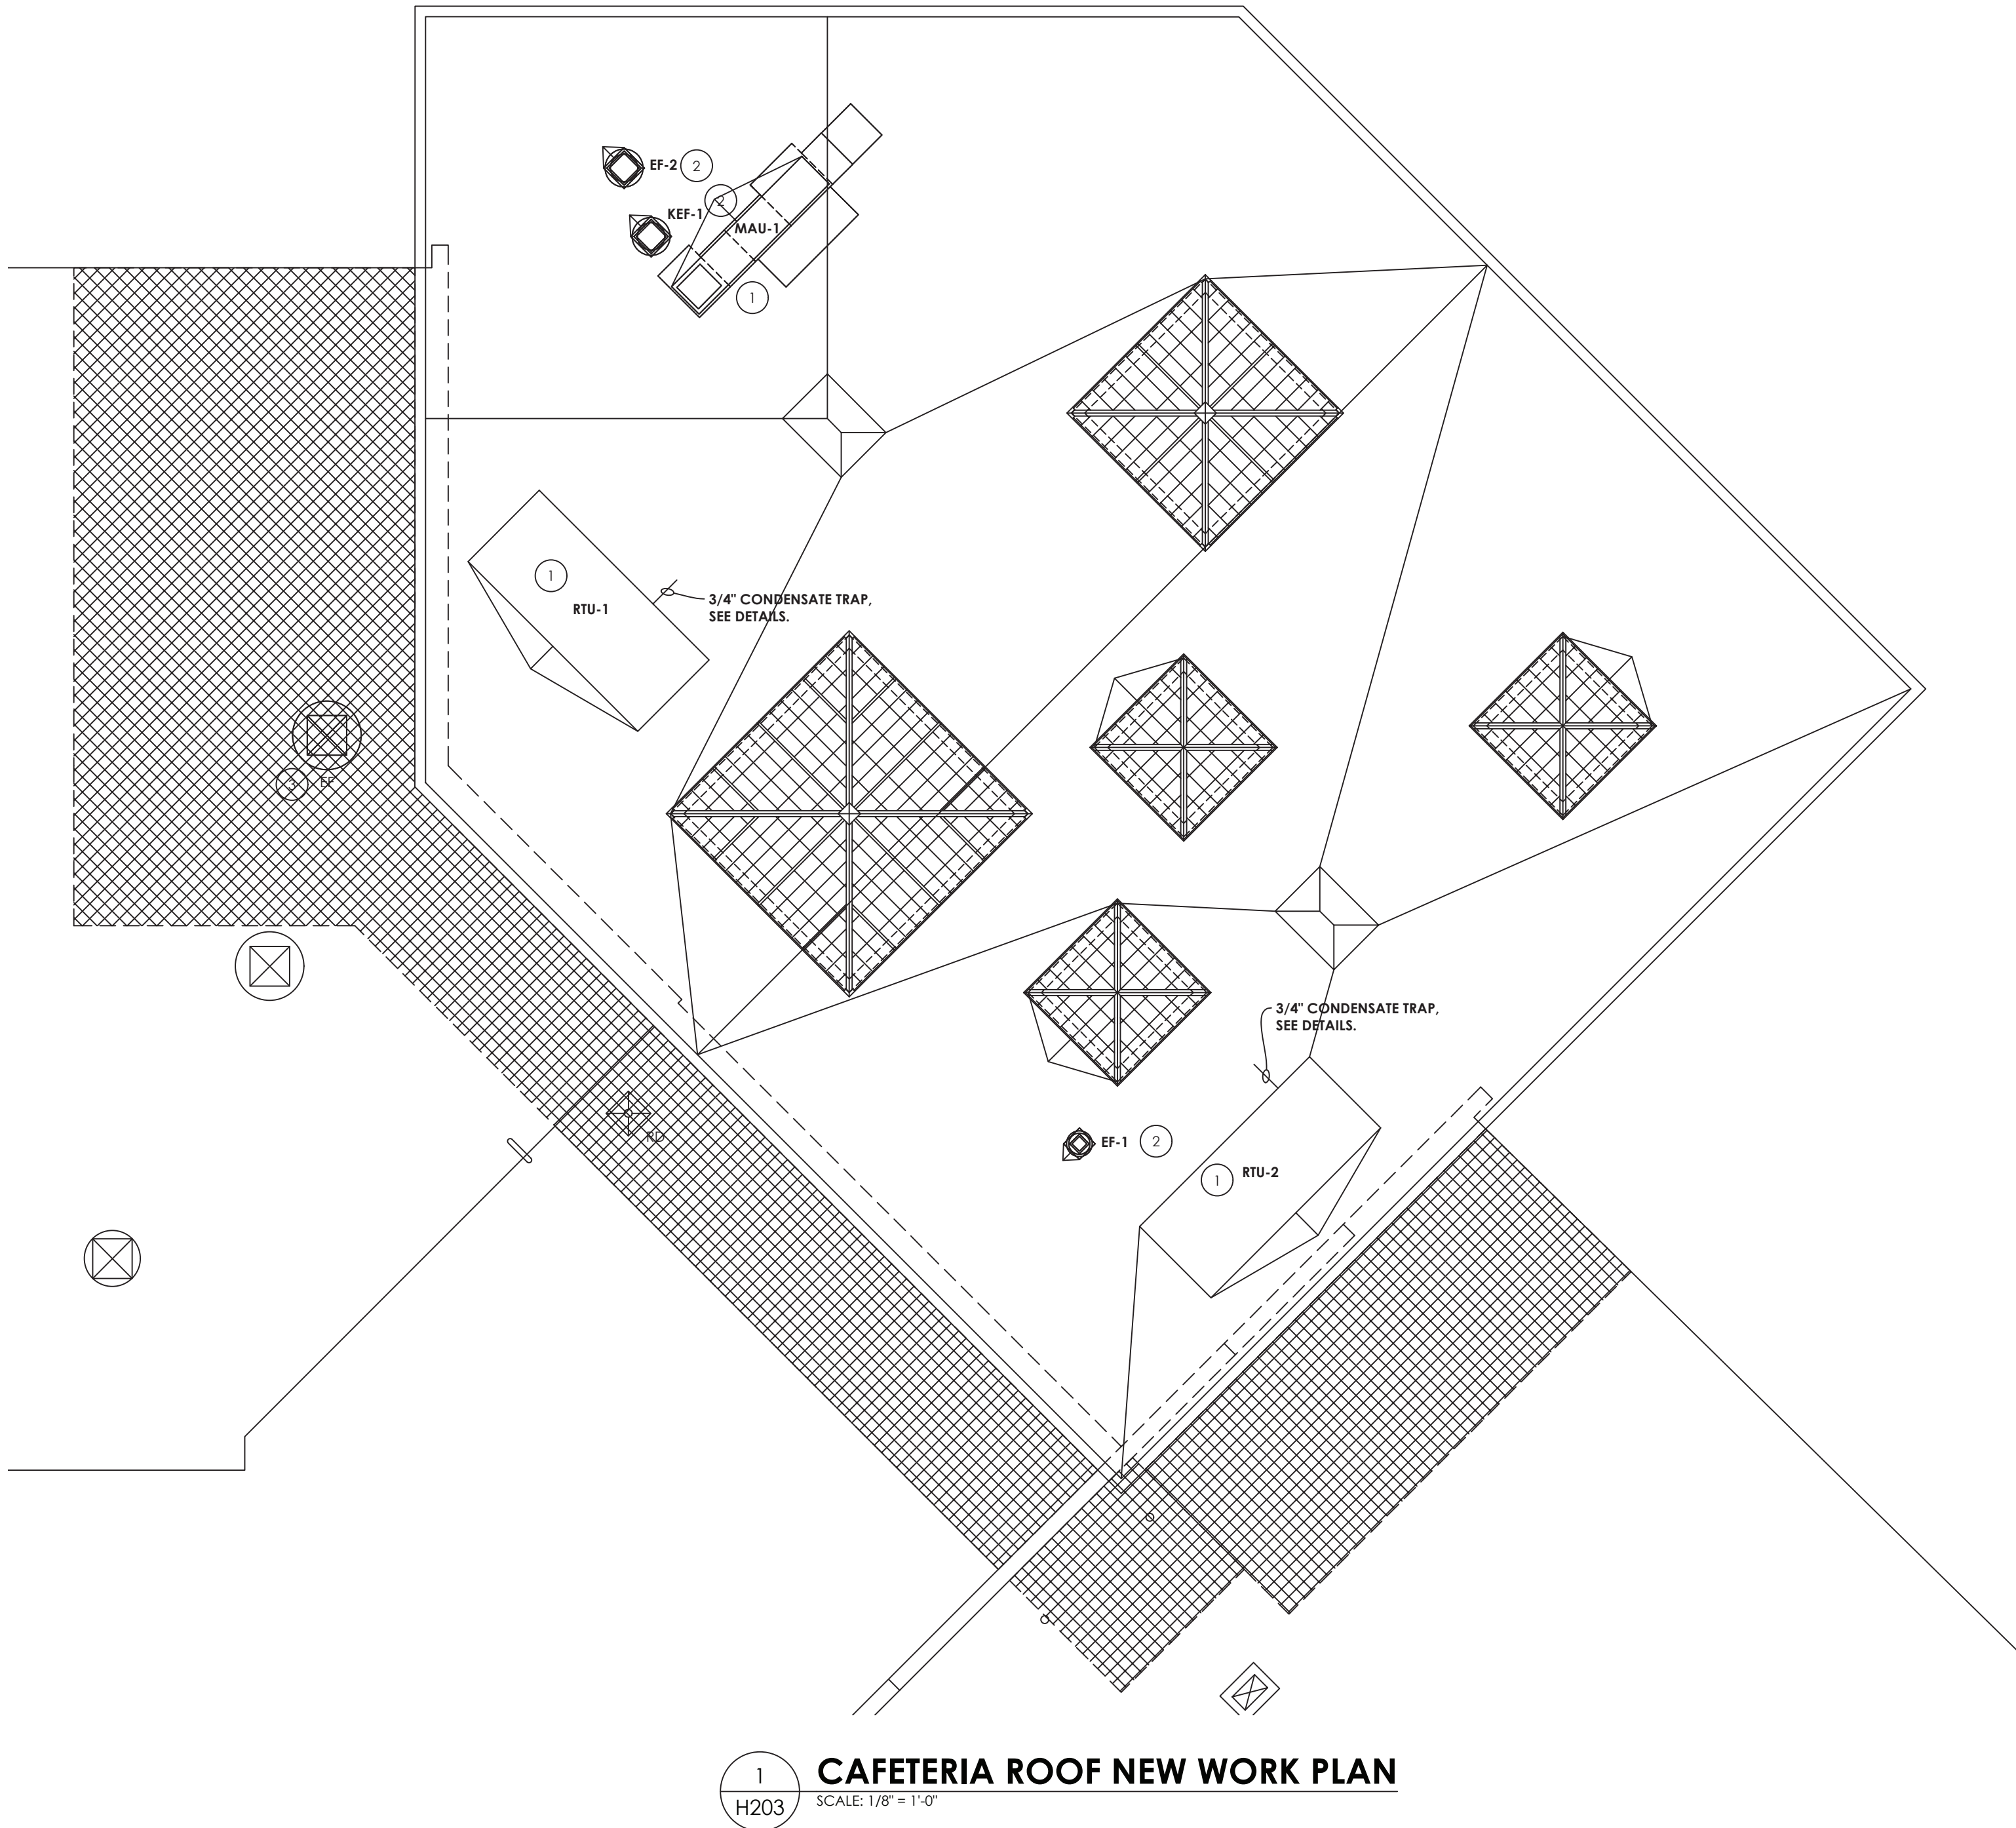 EF-2 2
2
KEF-1
MAU-1
1
1
RTU-1
3/4" CONDENSATE TRAP,
SEE DETAILS.
3 EF
3/4" CONDENSATE TRAP,
SEE DETAILS.
RD
EF-1 2
1 RTU-2
1
H203
CAFETERIA ROOF NEW WORK PLAN
SCALE: 1/8" = 1'-0"